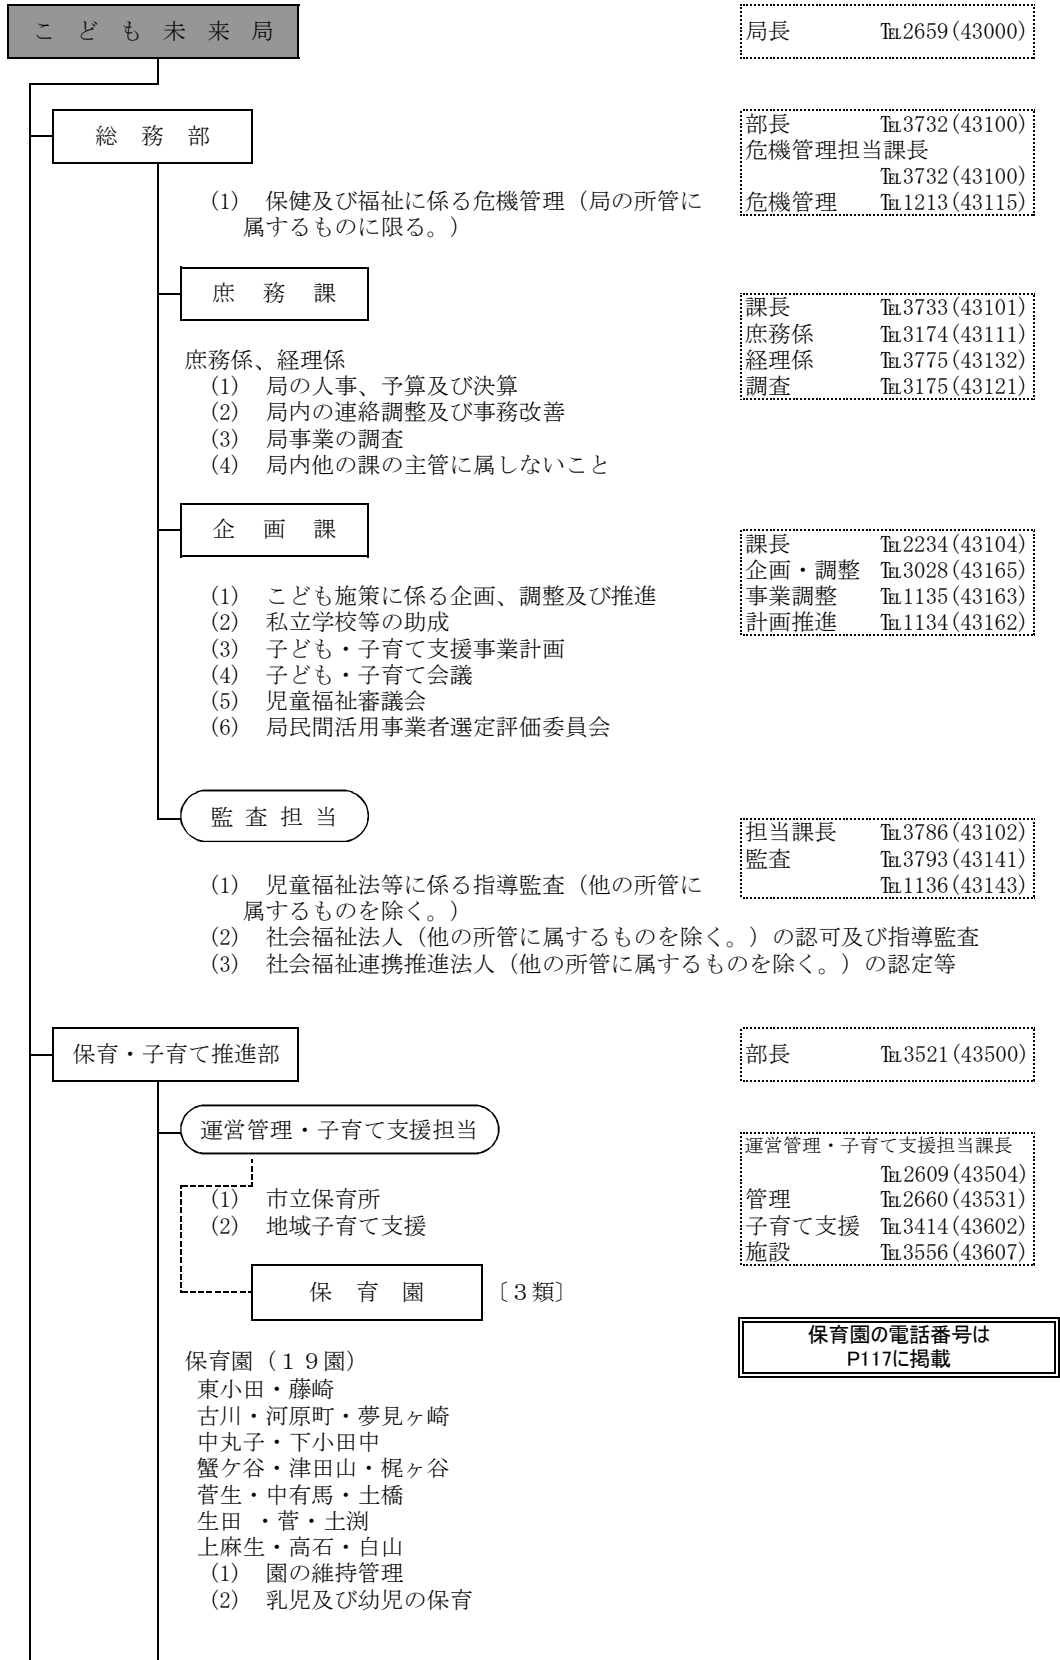 こ ど も 未 来 局
局長 ℡2659(43000)
総 務 部
部長 ℡3732(43100)
危機管理担当課長
℡3732(43100)
危機管理 ℡1213(43115)
(1) 保健及び福祉に係る危機管理（局の所管に
属するものに限る。）
庶 務 課
課長 ℡3733(43101)
庶務係 ℡3174(43111)
経理係 ℡3775(43132)
調査 ℡3175(43121)
庶務係、経理係
(1) 局の人事、予算及び決算
(2) 局内の連絡調整及び事務改善
(3) 局事業の調査
(4) 局内他の課の主管に属しないこと
企 画 課
課長 ℡2234(43104)
企画・調整 ℡3028(43165)
事業調整 ℡1135(43163)
計画推進 ℡1134(43162)
(1) こども施策に係る企画、調整及び推進
(2) 私立学校等の助成
(3) 子ども・子育て支援事業計画
(4) 子ども・子育て会議
(5) 児童福祉審議会
(6) 局民間活用事業者選定評価委員会
監 査 担 当
担当課長 ℡3786(43102)
監査 ℡3793(43141)
℡1136(43143)
(1) 児童福祉法等に係る指導監査（他の所管に
属するものを除く。）
(2) 社会福祉法人（他の所管に属するものを除く。）の認可及び指導監査
(3) 社会福祉連携推進法人（他の所管に属するものを除く。）の認定等
保育・子育て推進部
部長 ℡3521(43500)
運営管理・子育て支援担当
運営管理・子育て支援担当課長
℡2609(43504)
管理 ℡2660(43531)
子育て支援 ℡3414(43602)
施設 ℡3556(43607)
(1) 市立保育所
(2) 地域子育て支援
保 育 園 〔３類〕
保育園の電話番号は
P117に掲載
保育園（１９園）
東小田・藤崎
古川・河原町・夢見ヶ崎
中丸子・下小田中
蟹ケ谷・津田山・梶ヶ谷
菅生・中有馬・土橋
生田 ・菅・土渕
上麻生・高石・白山
(1) 園の維持管理
(2) 乳児及び幼児の保育